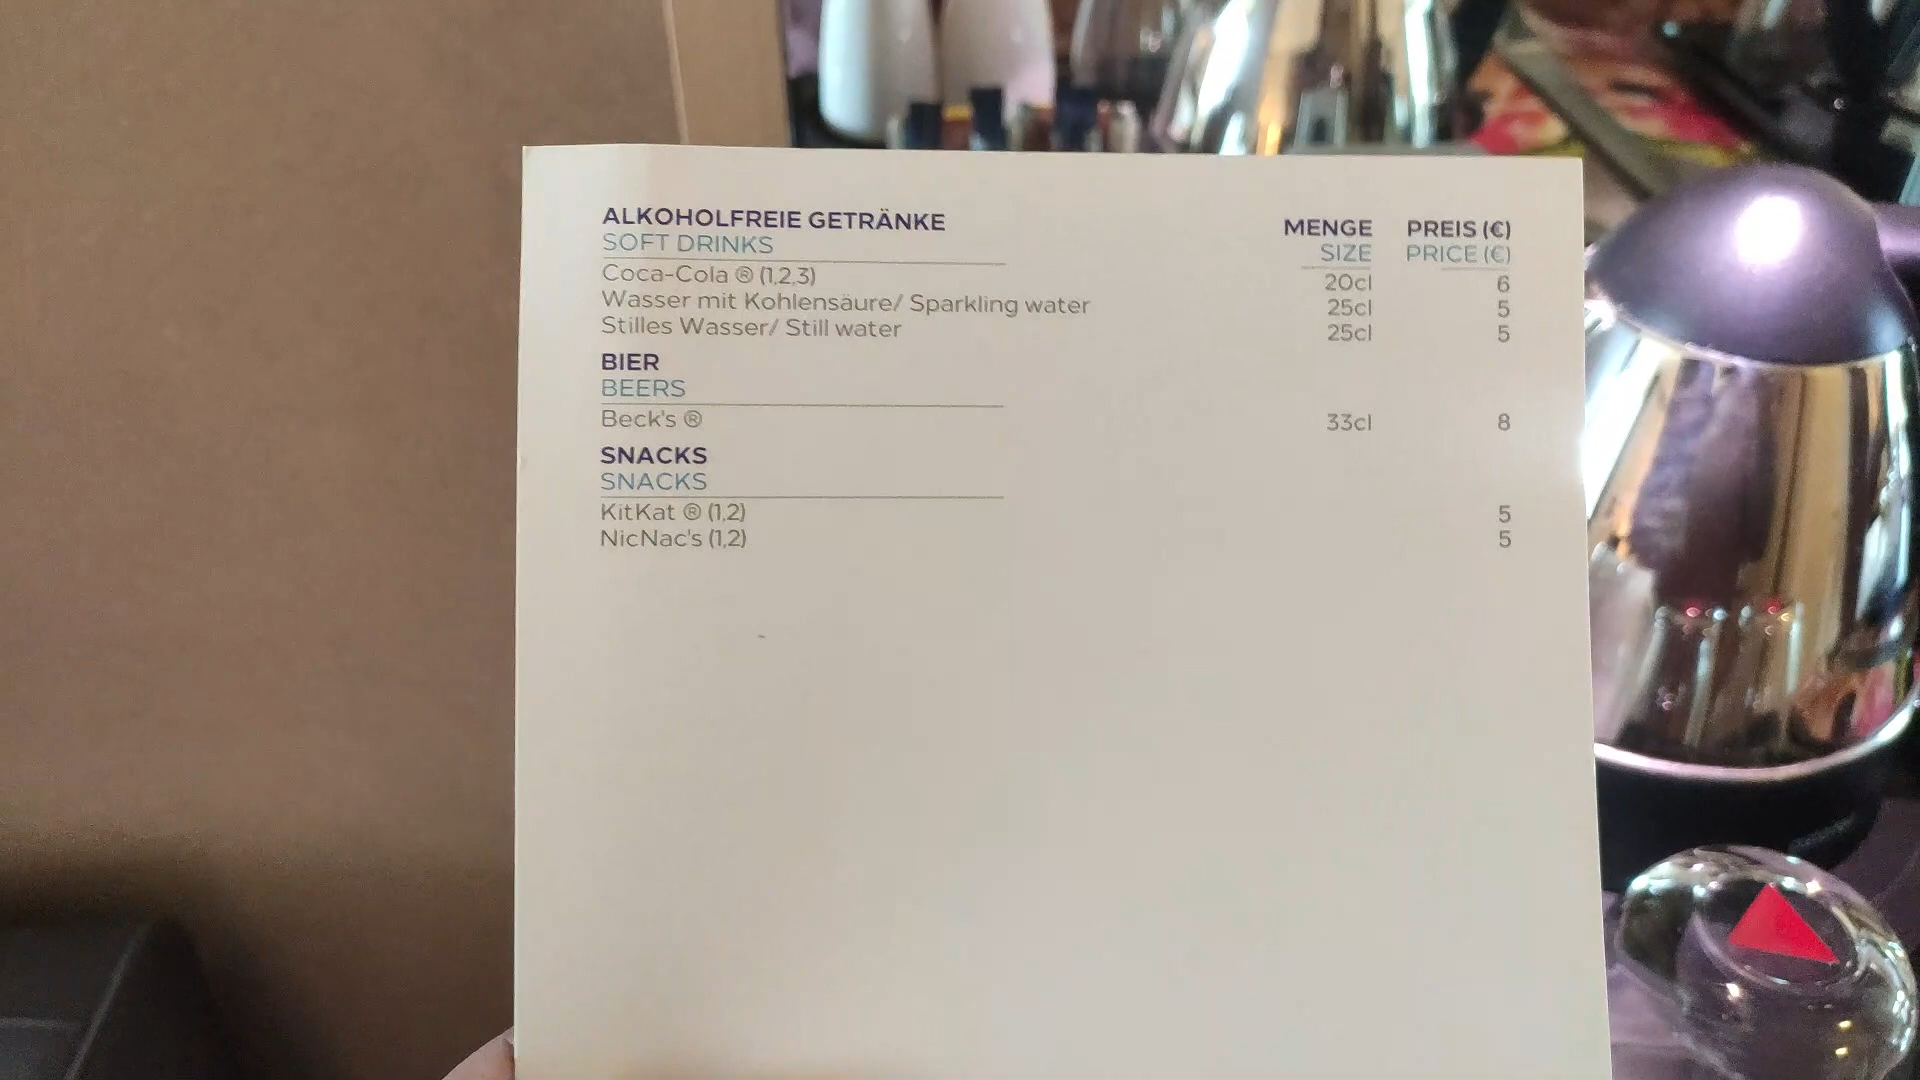 ALKOHOLFREIE GETRÄNKE MENGE PREIS (€)
SOFT DRINKS SIZE PRICE (€)
Coca-Cola ® (1,2,3) 20cl 6
Wasser mit Kohlensäure/ Sparkling water 25cl 5
Stilles Wasser/ Still water 25cl 5
BIER
BEERS
Beck's ® 33cl 8
SNACKS
SNACKS
KitKat ® (1,2) 5
NicNac's (1,2) 5